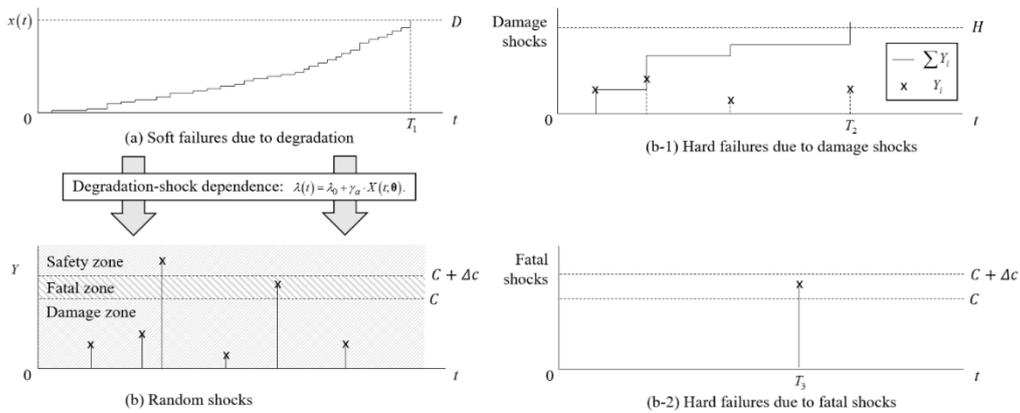 x(t)
D
0
T₁
t
(a) Soft failures due to degradation
Degradation-shock dependence: λ(t)=λ₀+γₐ·X(t;θ).
Y
Safety zone
Fatal zone
Damage zone
C + Δc
C
0
t
(b) Random shocks
Damage
shocks
H
∑Yᵢ
Yᵢ
0
T₂
t
(b-1) Hard failures due to damage shocks
Fatal
shocks
C + Δc
C
0
T₃
t
(b-2) Hard failures due to fatal shocks